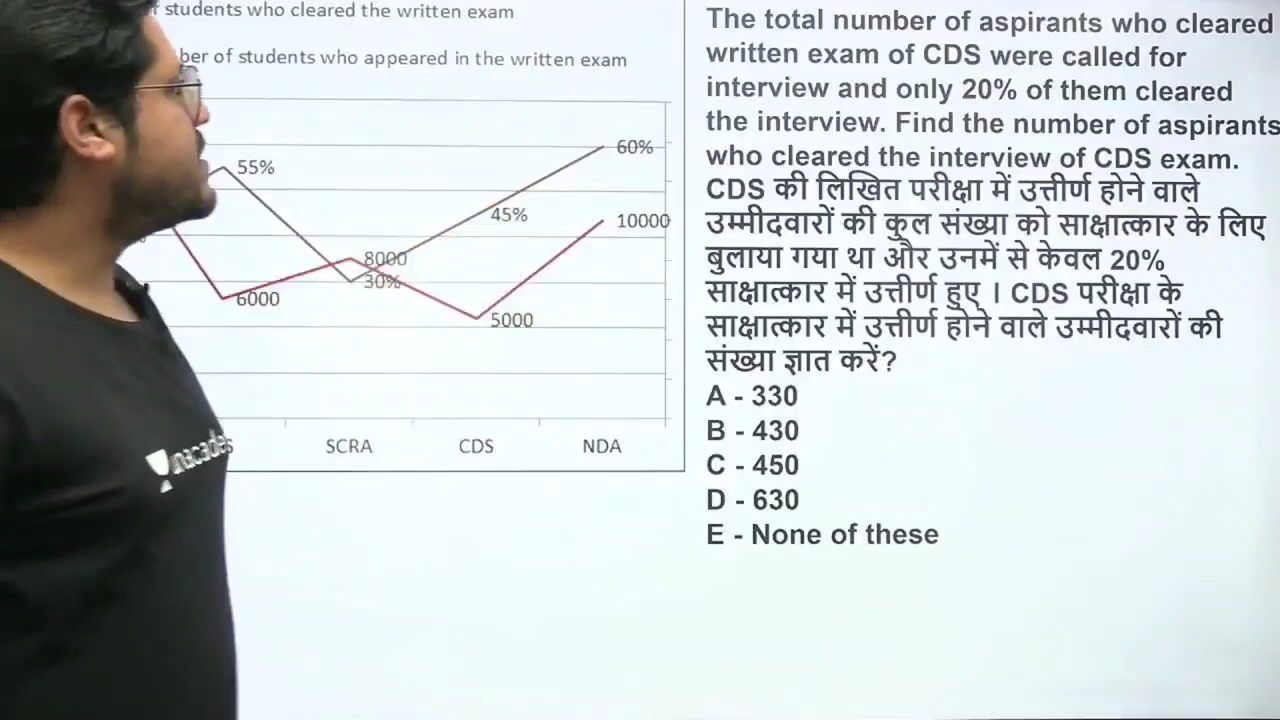 students who cleared the written exam
of students who appeared in the written exam
55%
60%
45%
10000
8000
30%
6000
5000
SCRA
CDS
NDA
The total number of aspirants who cleared
written exam of CDS were called for
interview and only 20% of them cleared
the interview. Find the number of aspirants
who cleared the interview of CDS exam.
CDS की लिखित परीक्षा में उत्तीर्ण होने वाले
उम्मीदवारों की कुल संख्या को साक्षात्कार के लिए
बुलाया गया था और उनमें से केवल 20%
साक्षात्कार में उत्तीर्ण हुए । CDS परीक्षा के
साक्षात्कार में उत्तीर्ण होने वाले उम्मीदवारों की
संख्या ज्ञात करें?
A - 330
B - 430
C - 450
D - 630
E - None of these